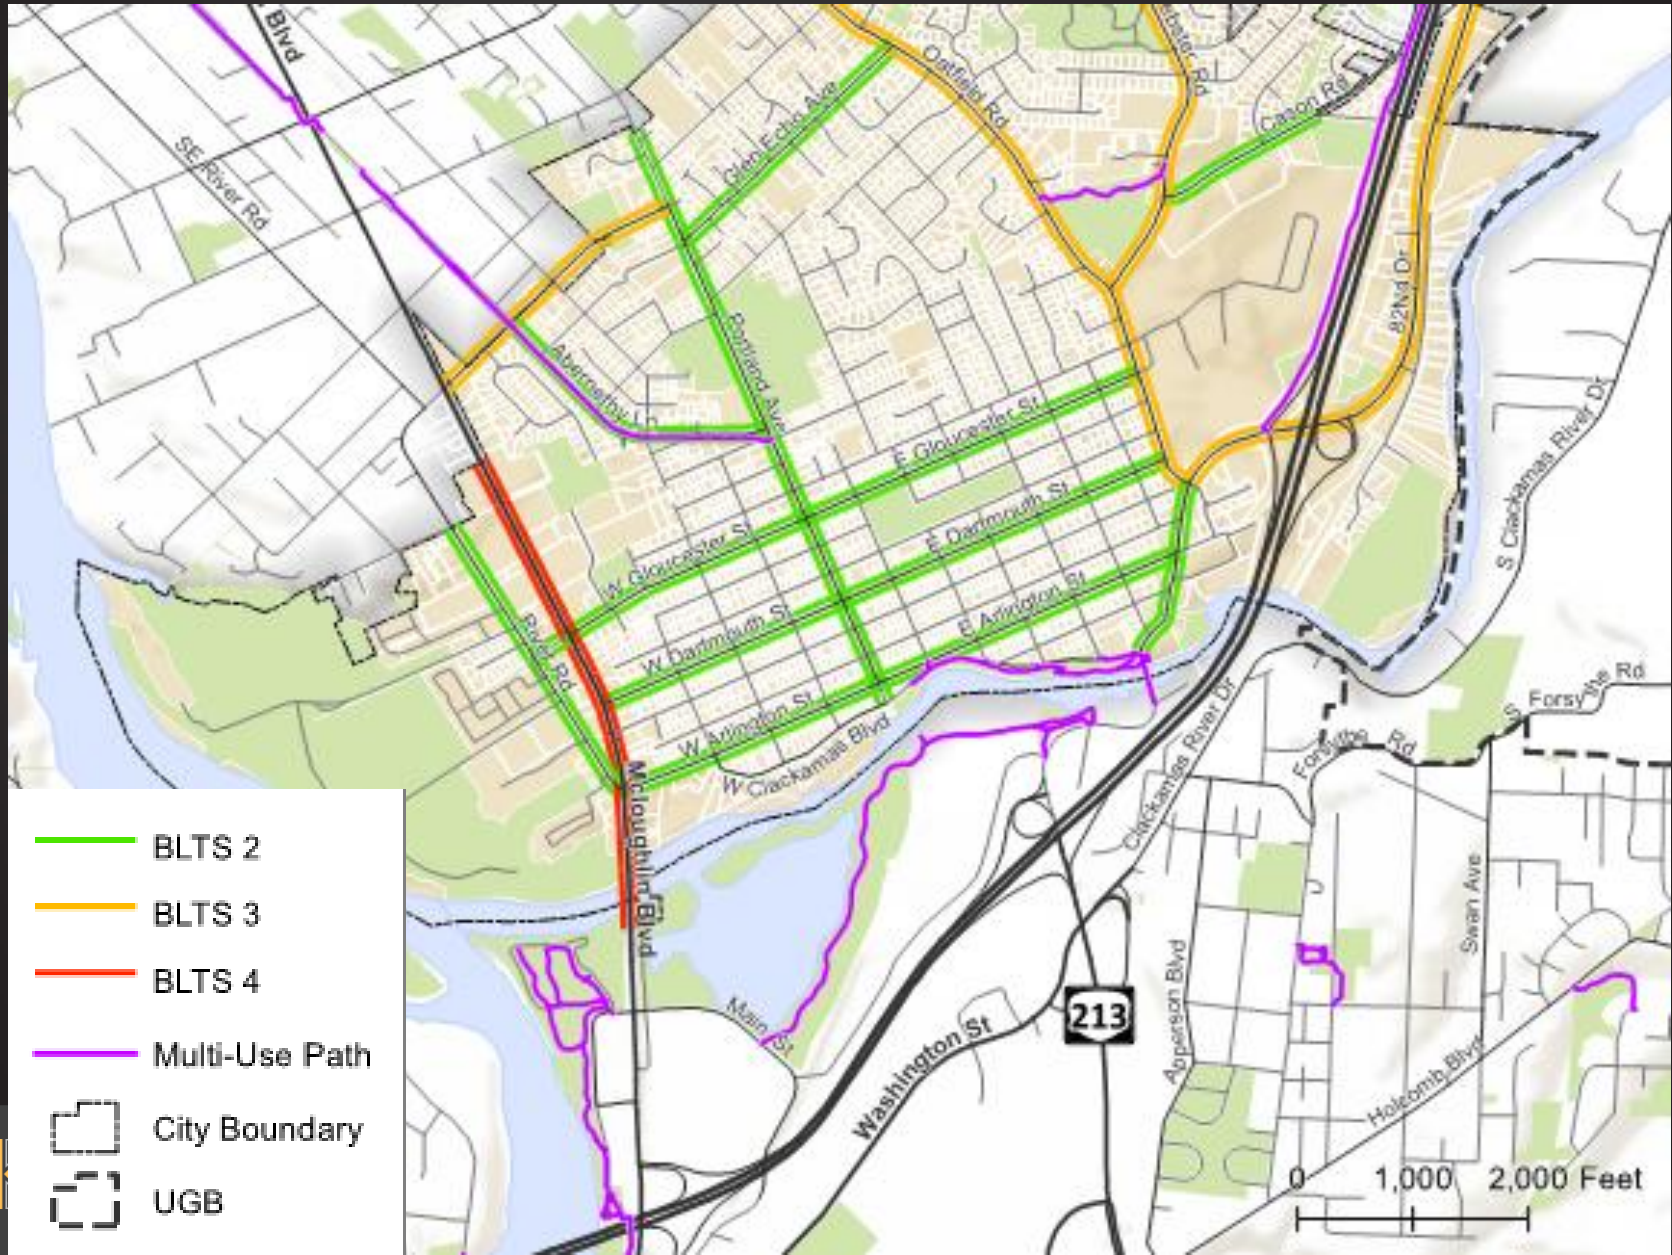 Blvd
Oatfield Rd
Cason Rd
Glen Echo Ave
SE River Rd
82Nd Dr
Portland Ave
Abernethy Ln
E Gloucester St
S Clackamas River Dr
W Gloucester St
E Dartmouth St
River Rd
W Dartmouth St
E Arlington St
W Arlington St
W Clackamas Blvd
Mcloughlin Blvd
Clackamas River Dr
S Forsythe Rd
Forsythe Rd
Swan Ave
Apperson Blvd
Main St
213
Washington St
Holcomb Blvd
BLTS 2
BLTS 3
BLTS 4
Multi-Use Path
City Boundary
UGB
0 1,000 2,000 Feet